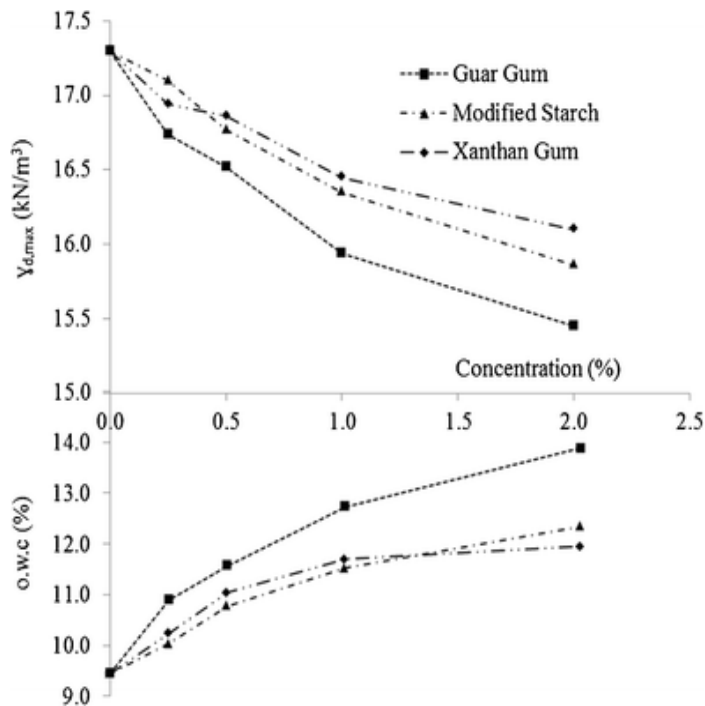 17.5
17.0
16.5
16.0
15.5
15.0
γd,max (kN/m³)
Guar Gum
Modified Starch
Xanthan Gum
Concentration (%)
0.0 0.5 1.0 1.5 2.0 2.5
14.0
13.0
12.0
11.0
10.0
9.0
o.w.c (%)